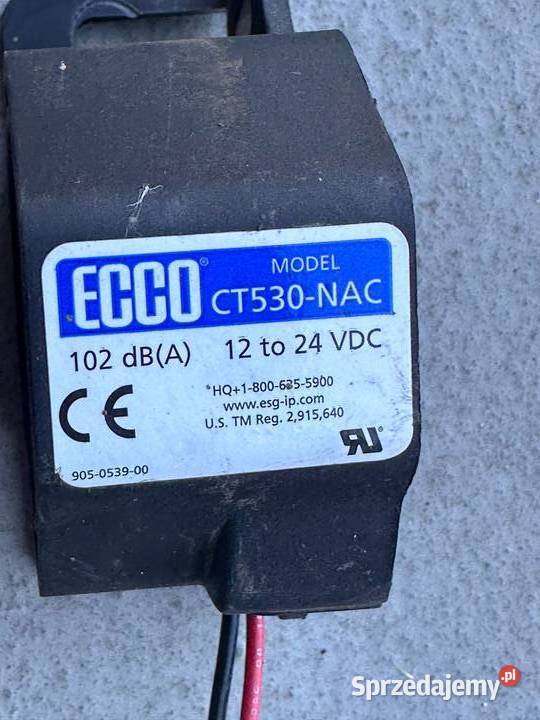 ECCO® MODEL
CT530-NAC
102 dB(A) 12 to 24 VDC
HQ+1-800-635-5900
www.esg-ip.com
U.S. TM Reg. 2,915,640
CE
RU
905-0539-00
Sprzedajemy.pl